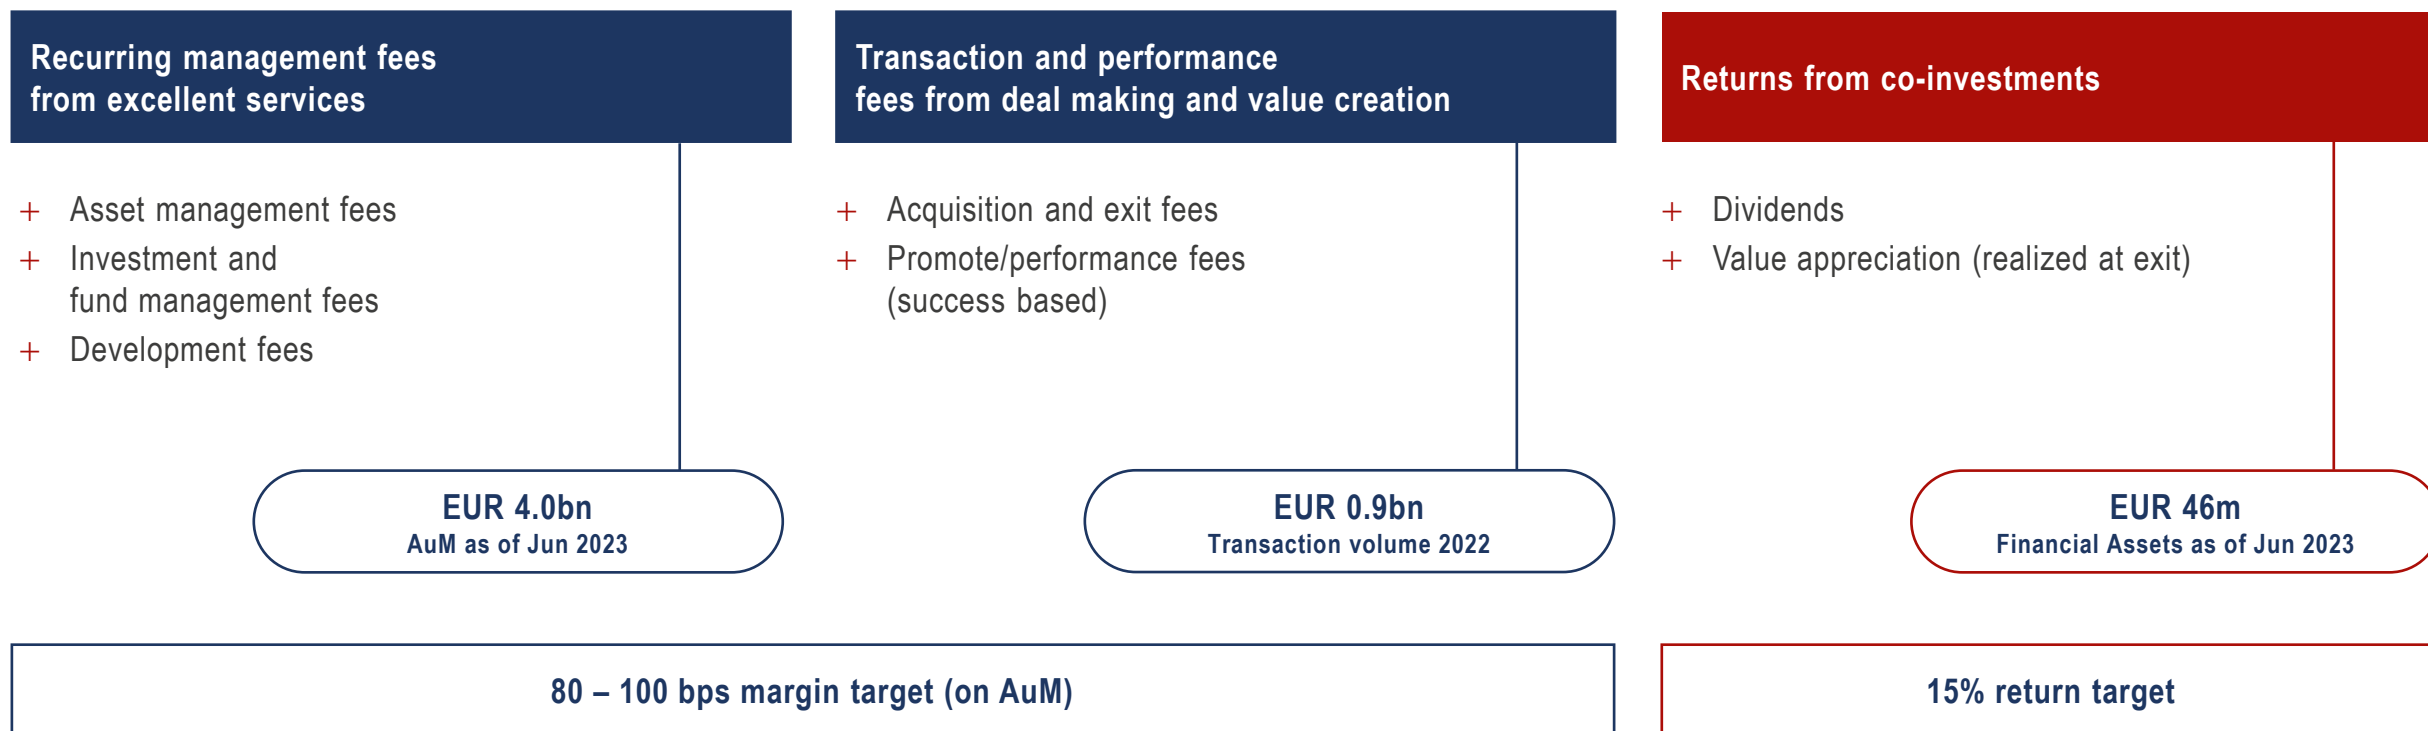 Recurring management fees
from excellent services
+ Asset management fees
+ Investment and
fund management fees
+ Development fees
EUR 4.0bn
AuM as of Jun 2023
Transaction and performance
fees from deal making and value creation
+ Acquisition and exit fees
+ Promote/performance fees
(success based)
EUR 0.9bn
Transaction volume 2022
Returns from co-investments
+ Dividends
+ Value appreciation (realized at exit)
EUR 46m
Financial Assets as of Jun 2023
80 – 100 bps margin target (on AuM)
15% return target